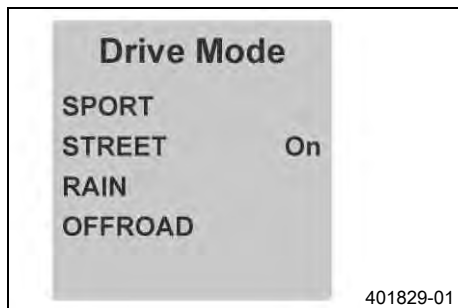 Drive Mode
SPORT
STREET On
RAIN
OFFROAD
401829-01